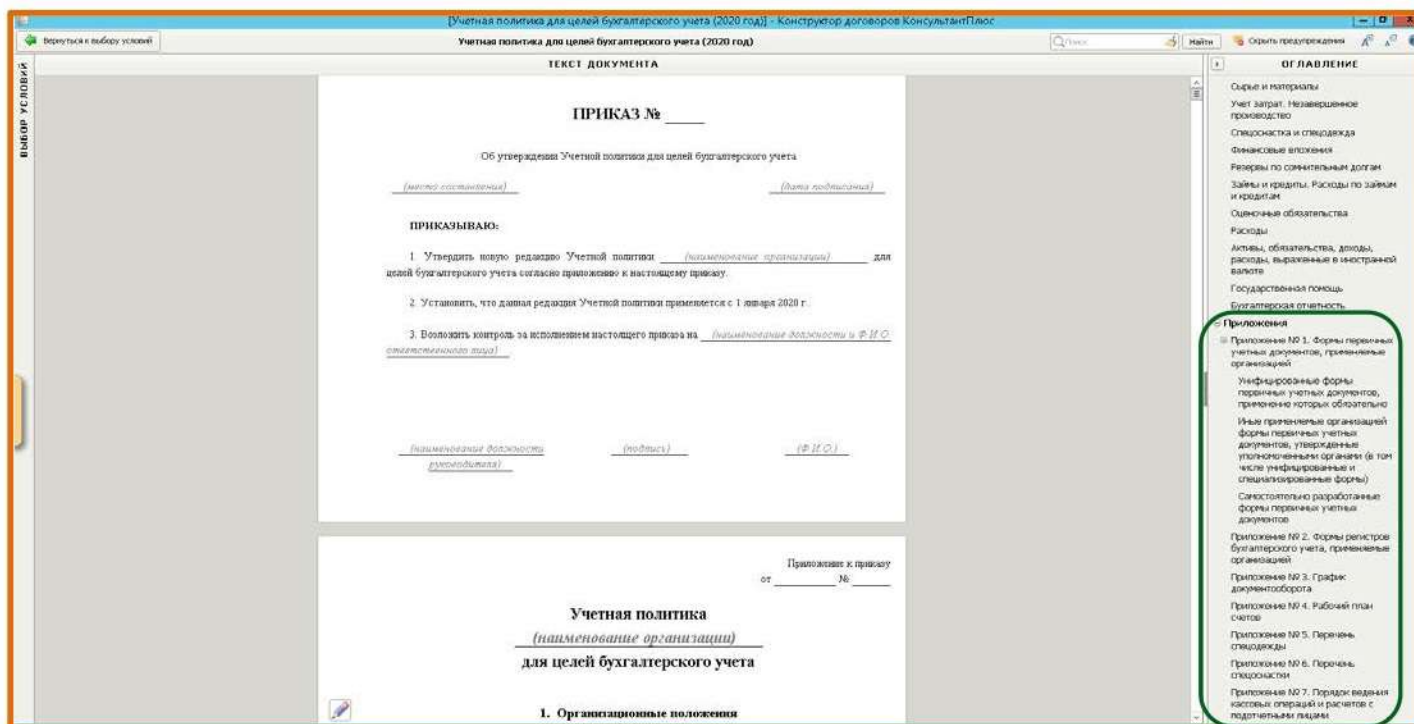 [Учетная политика для целей бухгалтерского учета (2020 год)] - Конструктор договоров КонсультантПлюс
Вернуться к выбору условий
Учетная политика для целей бухгалтерского учета (2020 год)
Поиск
Найти
Скрыть предупреждения
ВЫБОР УСЛОВИЙ
ТЕКСТ ДОКУМЕНТА
ПРИКАЗ № _____
Об утверждении Учетной политики для целей бухгалтерского учета
(место составления)
(дата подписания)
ПРИКАЗЫВАЮ:
1. Утвердить новую редакцию Учетной политики (наименование организации) для
целей бухгалтерского учета согласно приложению к настоящему приказу.
2. Установить, что данная редакция Учетной политики применяется с 1 января 2020 г.
3. Возложить контроль за исполнением настоящего приказа на (наименование должности и Ф.И.О.
ответственного лица)
(наименование должности
руководителя)
(подпись)
(Ф.И.О.)
Приложение к приказу
от __________ № ______
Учетная политика
(наименование организации)
для целей бухгалтерского учета
1. Организационные положения
ОГЛАВЛЕНИЕ
Сырье и материалы
Учет затрат. Незавершенное
производство
Спецоснастка и спецодежда
Финансовые вложения
Резервы по сомнительным долгам
Займы и кредиты. Расходы по займам
и кредитам
Оценочные обязательства
Расходы
Активы, обязательства, доходы,
расходы, выраженные в иностранной
валюте
Государственная помощь
Бухгалтерская отчетность
Приложения
Приложение № 1. Формы первичных
учетных документов, применяемые
организацией
Унифицированные формы
первичных учетных документов,
применение которых обязательно
Иные применяемые организацией
формы первичных учетных
документов, утвержденные
уполномоченными органами (в том
числе унифицированные и
специализированные формы)
Самостоятельно разработанные
формы первичных учетных
документов
Приложение № 2. Формы регистров
бухгалтерского учета, применяемые
организацией
Приложение № 3. График
документооборота
Приложение № 4. Рабочий план
счетов
Приложение № 5. Перечень
спецодежды
Приложение № 6. Перечень
спецоснастки
Приложение № 7. Порядок ведения
кассовых операций и расчетов с
подотчетными лицами